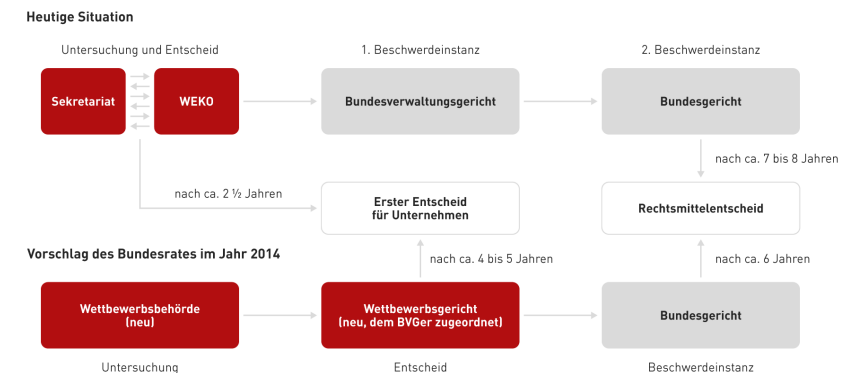 Heutige Situation
Untersuchung und Entscheid
1. Beschwerdeinstanz
2. Beschwerdeinstanz
Sekretariat
WEKO
Bundesverwaltungsgericht
Bundesgericht
nach ca. 7 bis 8 Jahren
nach ca. 2 ½ Jahren
Erster Entscheid
für Unternehmen
Rechtsmittelentscheid
Vorschlag des Bundesrates im Jahr 2014
nach ca. 4 bis 5 Jahren
nach ca. 6 Jahren
Wettbewerbsbehörde
(neu)
Wettbewerbsgericht
(neu, dem BVGer zugeordnet)
Bundesgericht
Untersuchung
Entscheid
Beschwerdeinstanz